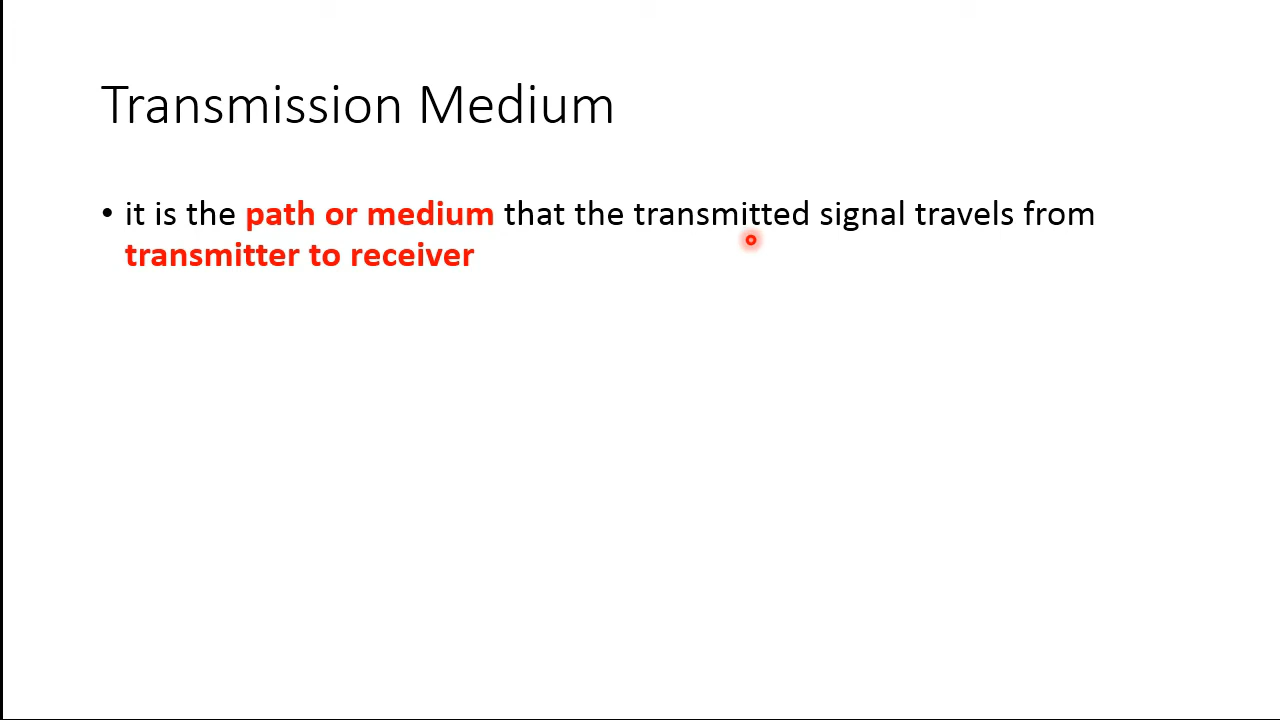 Transmission Medium
• it is the path or medium that the transmitted signal travels from
transmitter to receiver